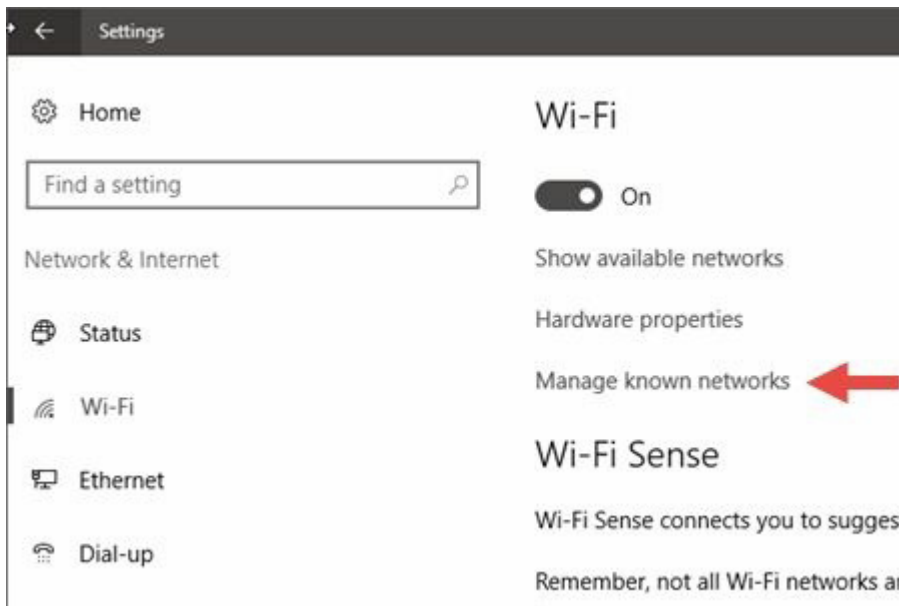 Settings
Home
Find a setting
Network & Internet
Status
Wi-Fi
Ethernet
Dial-up
Wi-Fi
On
Show available networks
Hardware properties
Manage known networks
Wi-Fi Sense
Wi-Fi Sense connects you to
Remember, not all Wi-Fi networks